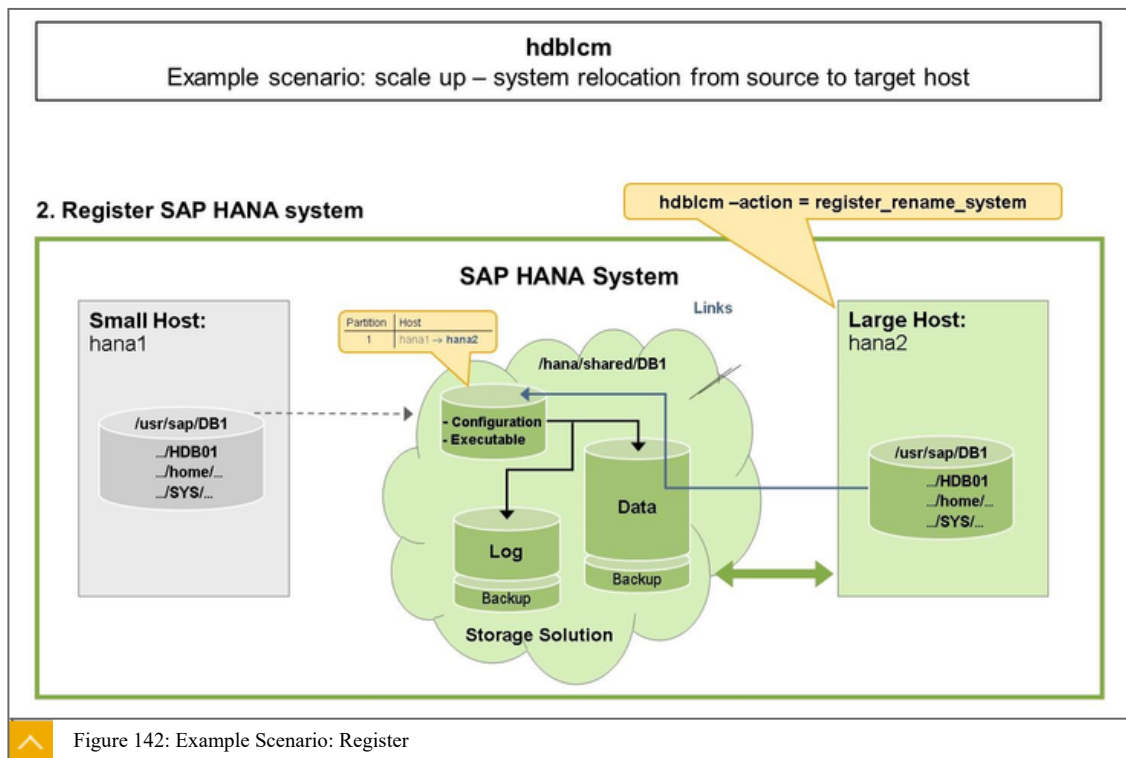 hdblcm
Example scenario: scale up – system relocation from source to target host
2. Register SAP HANA system
hdblcm –action = register_rename_system
SAP HANA System
Small Host:
hana1
/usr/sap/DB1
.../HDB01
.../home/...
.../SYS/...
Partition Host
1 hana1 → hana2
Links
/hana/shared/DB1
- Configuration
- Executable
Log
Backup
Data
Backup
Storage Solution
Large Host:
hana2
/usr/sap/DB1
.../HDB01
.../home/...
.../SYS/...
Figure 142: Example Scenario: Register